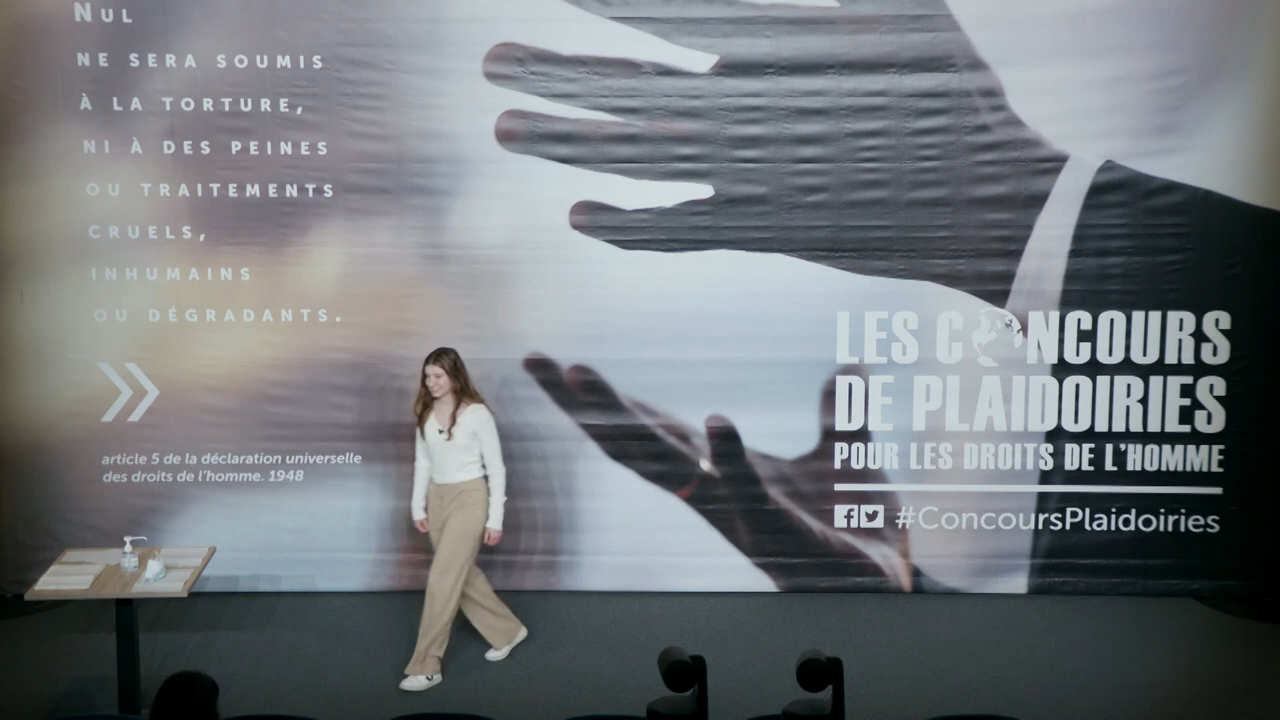 NUL
NE SERA SOUMIS
À LA TORTURE,
NI À DES PEINES
OU TRAITEMENTS
CRUELS,
INHUMAINS
OU DÉGRADANTS.
article 5 de la déclaration universelle
des droits de l'homme. 1948
LES CONCOURS
DE PLAIDOIRIES
POUR LES DROITS DE L'HOMME
#ConcoursPlaidoiries